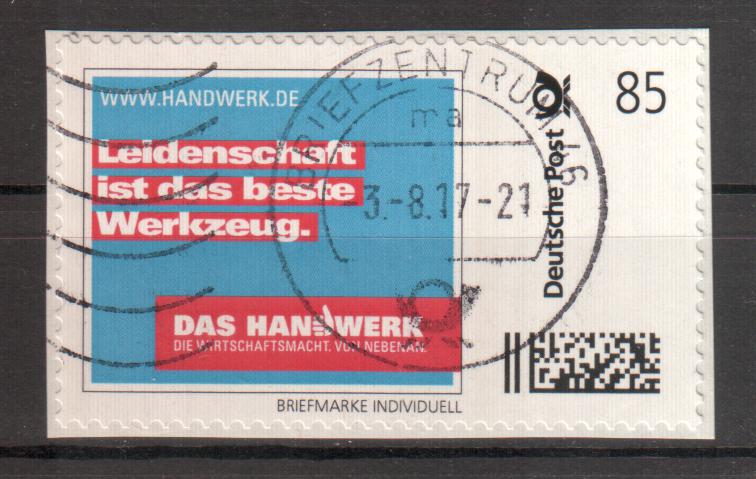 WWW.HANDWERK.DE
Leidenschaft
ist das beste
Werkzeug.
DAS HANDWERK
DIE WIRTSCHAFTSMACHT. VON NEBENAN.
BRIEFMARKE INDIVIDUELL
Deutsche Post
85
BRIEFZENTRUM 91
ma
-3.-8.17-21